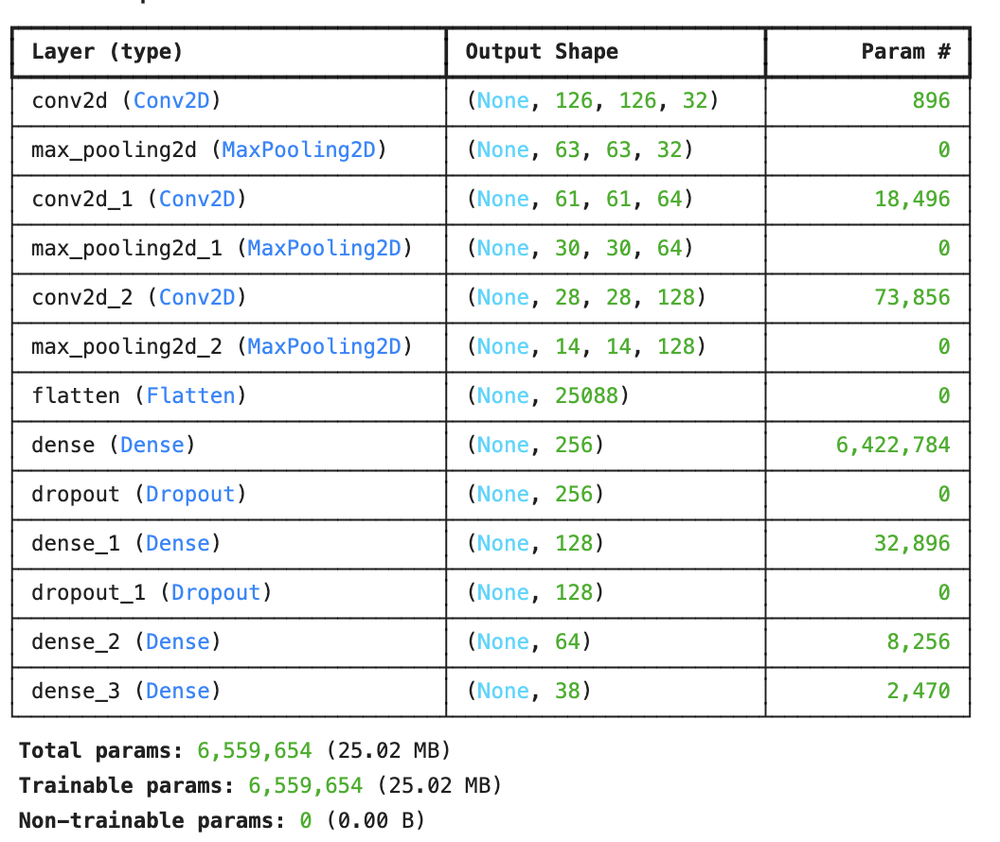 Layer (type) Output Shape Param #
conv2d (Conv2D) (None, 126, 126, 32) 896
max_pooling2d (MaxPooling2D) (None, 63, 63, 32) 0
conv2d_1 (Conv2D) (None, 61, 61, 64) 18,496
max_pooling2d_1 (MaxPooling2D) (None, 30, 30, 64) 0
conv2d_2 (Conv2D) (None, 28, 28, 128) 73,856
max_pooling2d_2 (MaxPooling2D) (None, 14, 14, 128) 0
flatten (Flatten) (None, 25088) 0
dense (Dense) (None, 256) 6,422,784
dropout (Dropout) (None, 256) 0
dense_1 (Dense) (None, 128) 32,896
dropout_1 (Dropout) (None, 128) 0
dense_2 (Dense) (None, 64) 8,256
dense_3 (Dense) (None, 38) 2,470
Total params: 6,559,654 (25.02 MB)
Trainable params: 6,559,654 (25.02 MB)
Non-trainable params: 0 (0.00 B)